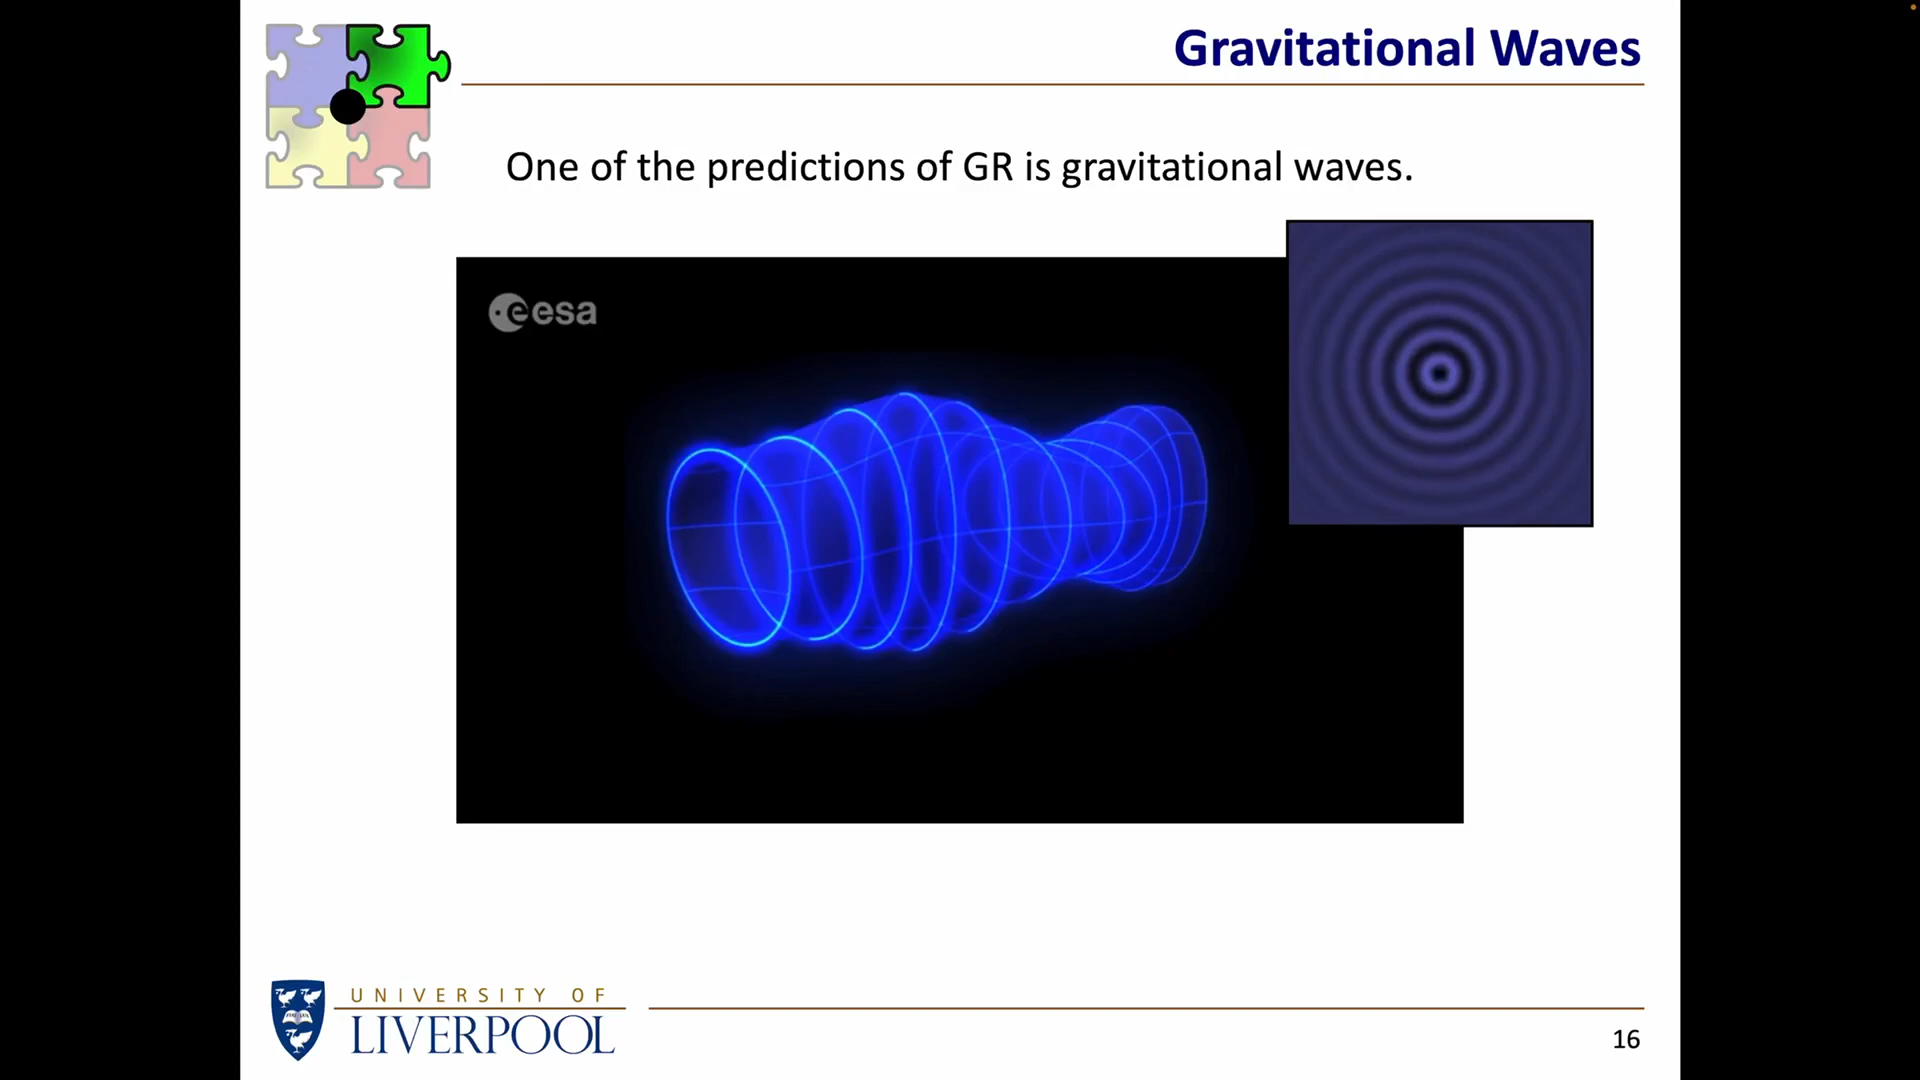 Gravitational Waves
One of the predictions of GR is gravitational waves.
esa
UNIVERSITY OF
LIVERPOOL
16